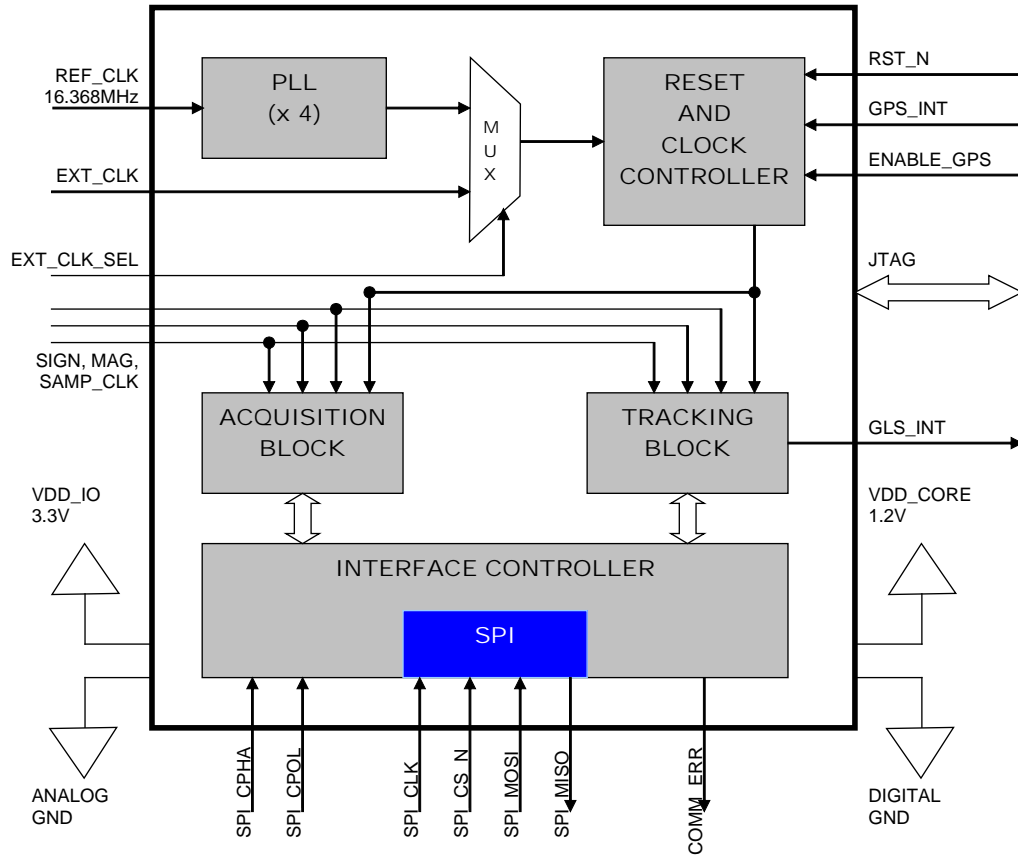 REF_CLK
16.368MHz
PLL
(x 4)
MUX
RESET
AND
CLOCK
CONTROLLER
RST_N
GPS_INT
ENABLE_GPS
EXT_CLK
EXT_CLK_SEL
JTAG
SIGN, MAG,
SAMP_CLK
ACQUISITION
BLOCK
TRACKING
BLOCK
GLS_INT
VDD_IO
3.3V
VDD_CORE
1.2V
INTERFACE CONTROLLER
SPI
ANALOG
GND
SPI_CPHA
SPI_CPOL
SPI_CLK
SPI_CS_N
SPI_MOSI
SPI_MISO
COMM_ERR
DIGITAL
GND